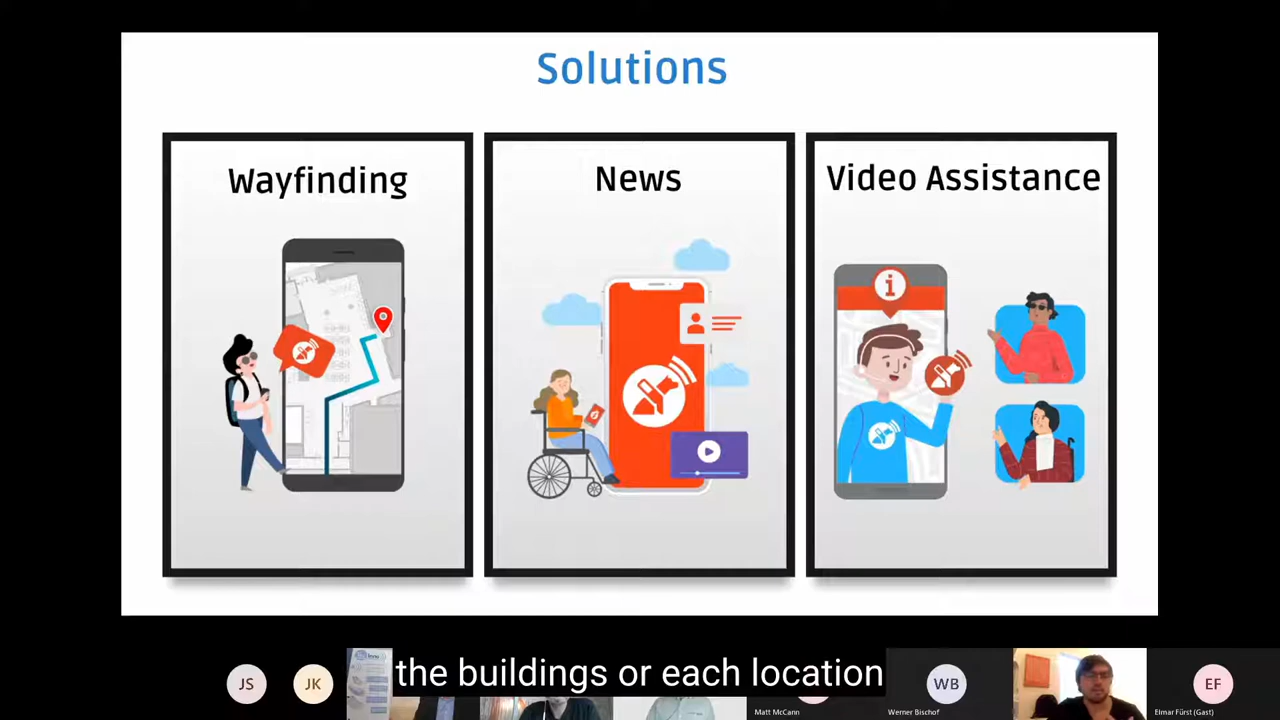 Solutions
Wayfinding
News
Video Assistance
i
the buildings or each location
JS
JK
WB
EF
Matt McCann
Werner Bischof
Elmar Fürst (Gast)